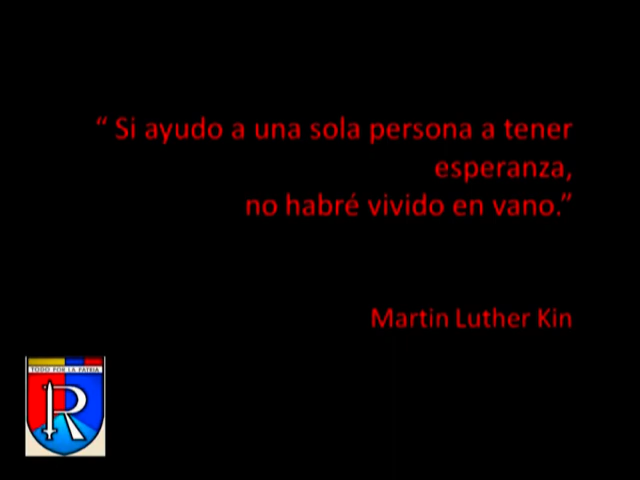 “ Si ayudo a una sola persona a tener
esperanza,
no habré vivido en vano.”
Martin Luther Kin
TODO POR LA PATRIA
R